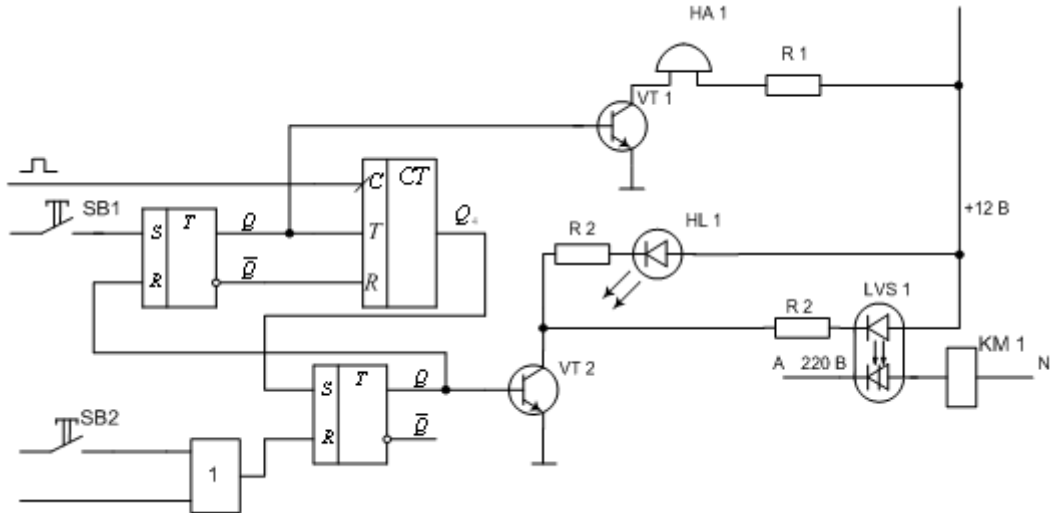 HA 1
R 1
VT 1
C CT
SB1
S T Q
Q₄
T
+12 В
R Q̅
R
R 2
HL 1
LVS 1
R 2
KM 1
A 220 В
N
S T Q
VT 2
SB2
R Q̅
1